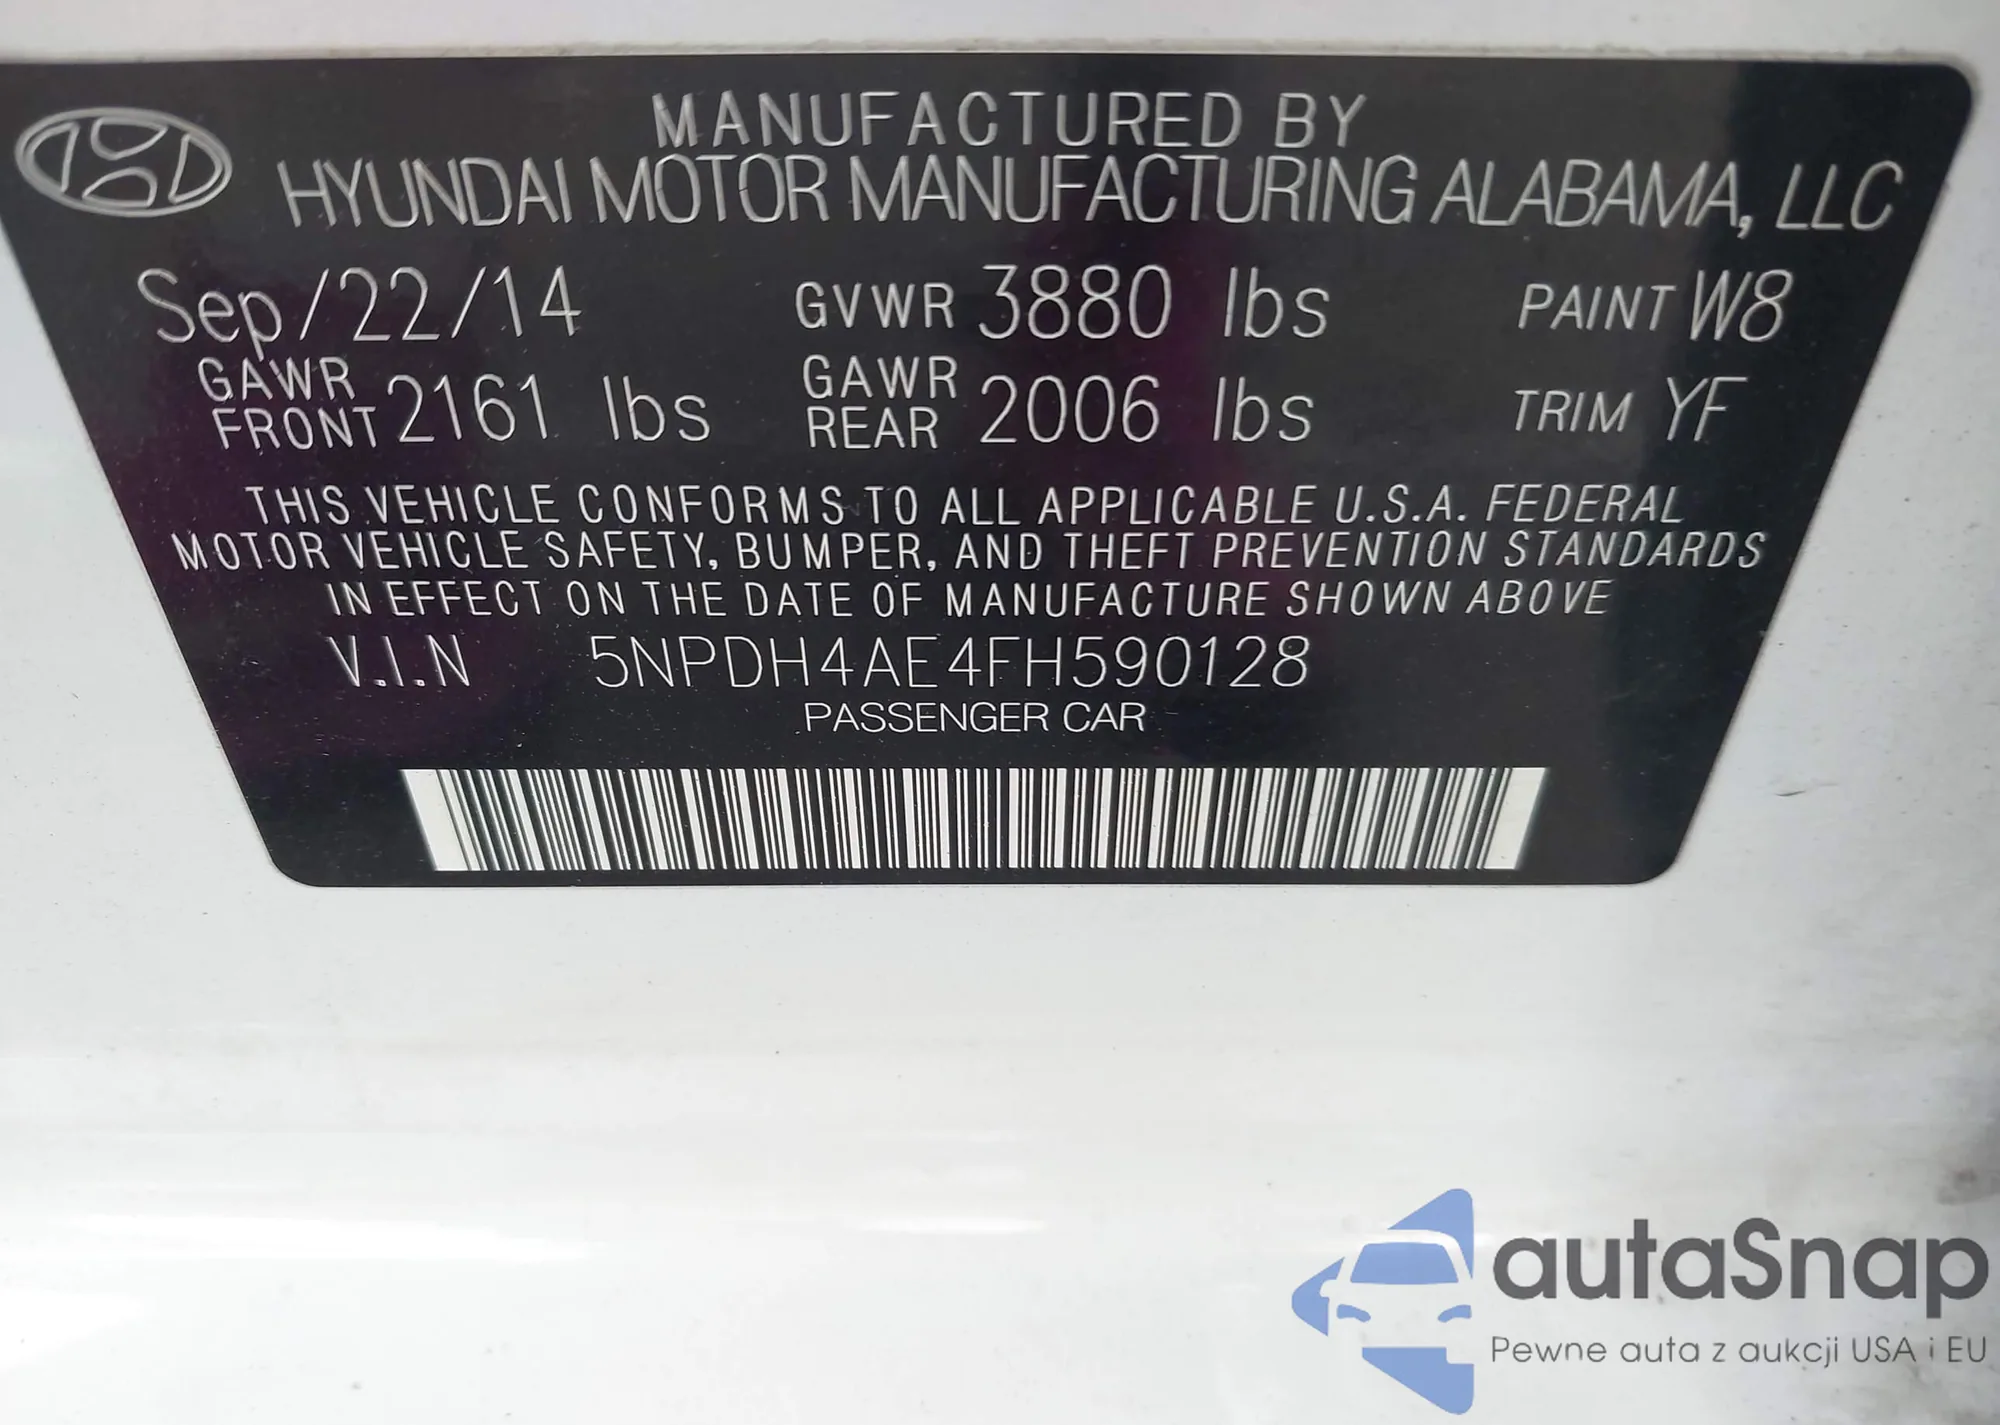 MANUFACTURED BY
HYUNDAI MOTOR MANUFACTURING ALABAMA, LLC
Sep/22/14 GVWR 3880 lbs PAINT W8
GAWR FRONT 2161 lbs GAWR REAR 2006 lbs TRIM YF
THIS VEHICLE CONFORMS TO ALL APPLICABLE U.S.A. FEDERAL
MOTOR VEHICLE SAFETY, BUMPER, AND THEFT PREVENTION STANDARDS
IN EFFECT ON THE DATE OF MANUFACTURE SHOWN ABOVE
V.I.N 5NPDH4AE4FH590128
PASSENGER CAR
autaSnap
Pewne auta z aukcji USA i EU